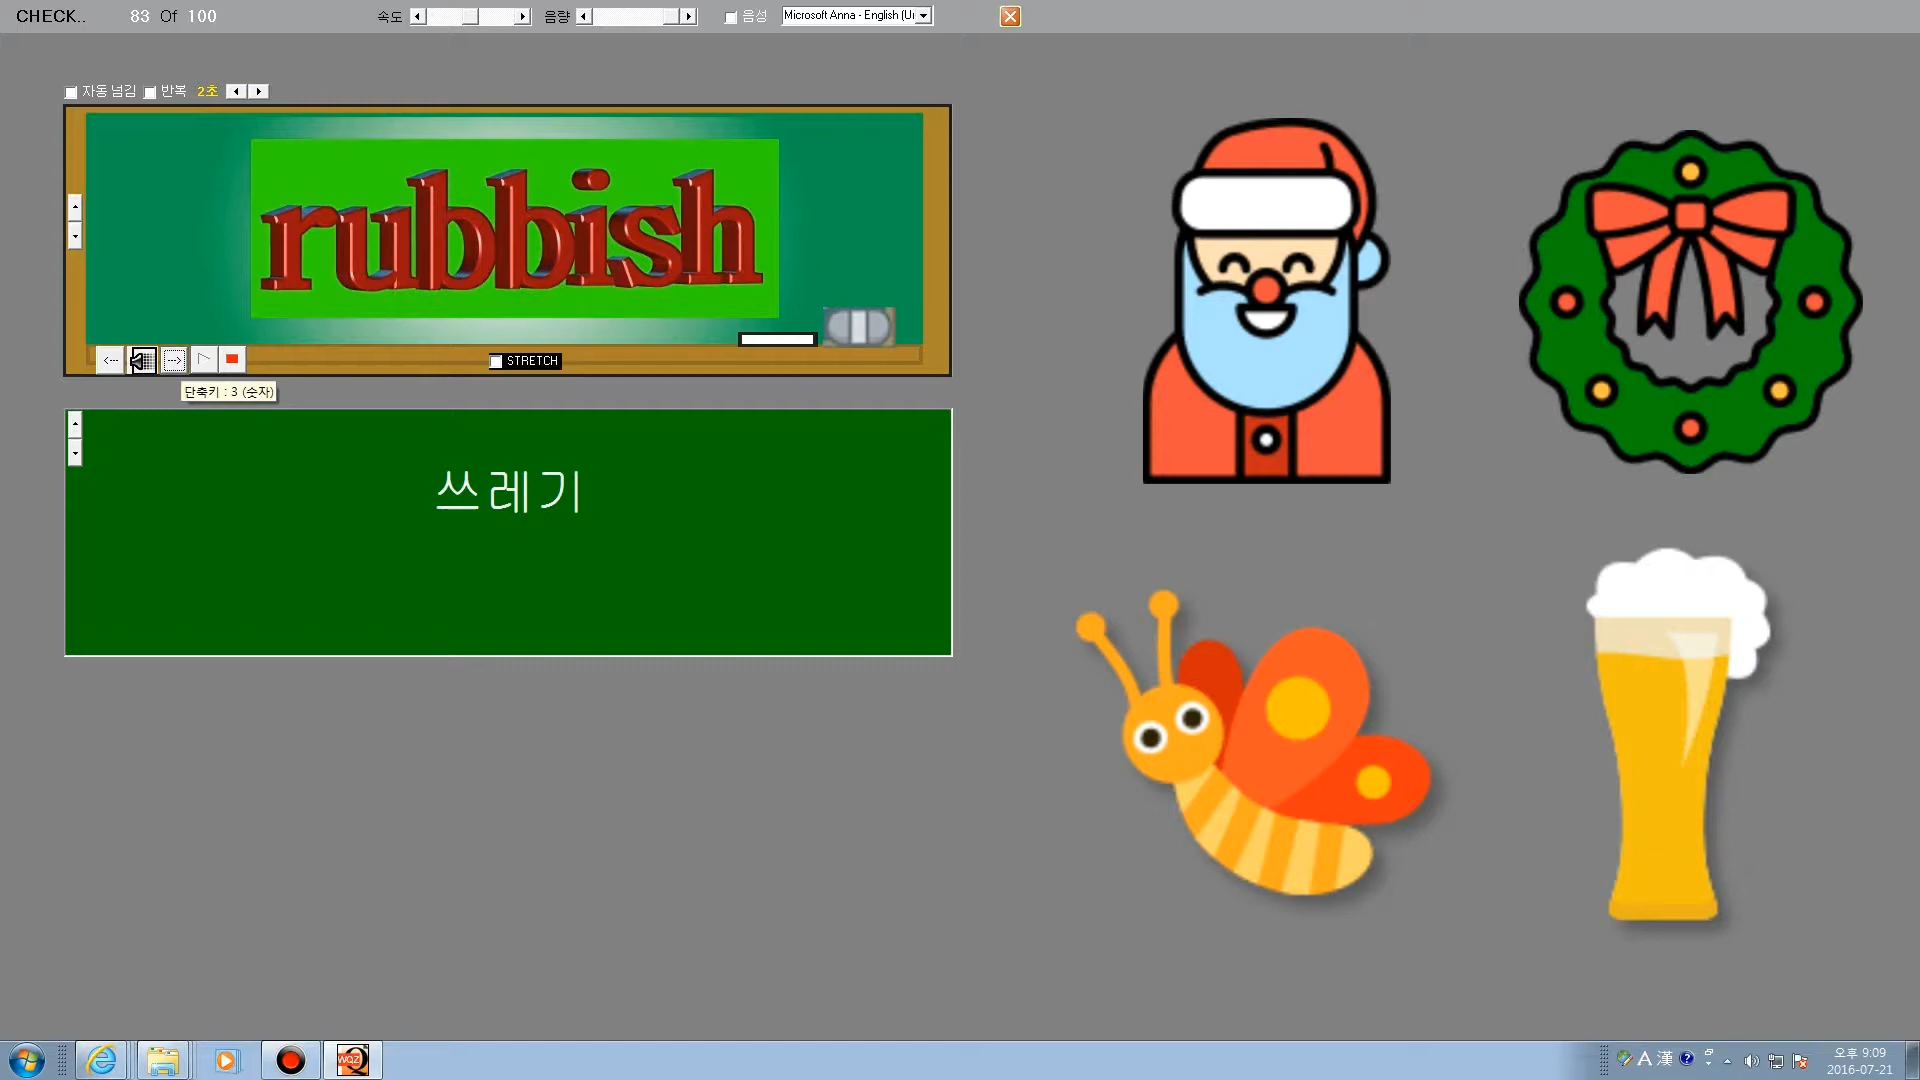 CHECK.. 83 Of 100 속도 음량 음성 Microsoft Anna - English (U
자동 넘김 반복 2초
rubbish
<--- --->
STRETCH
단축키 : 3 (숫자)
쓰레기
WQZ
A 漢 ?
오후 9:09
2016-07-21